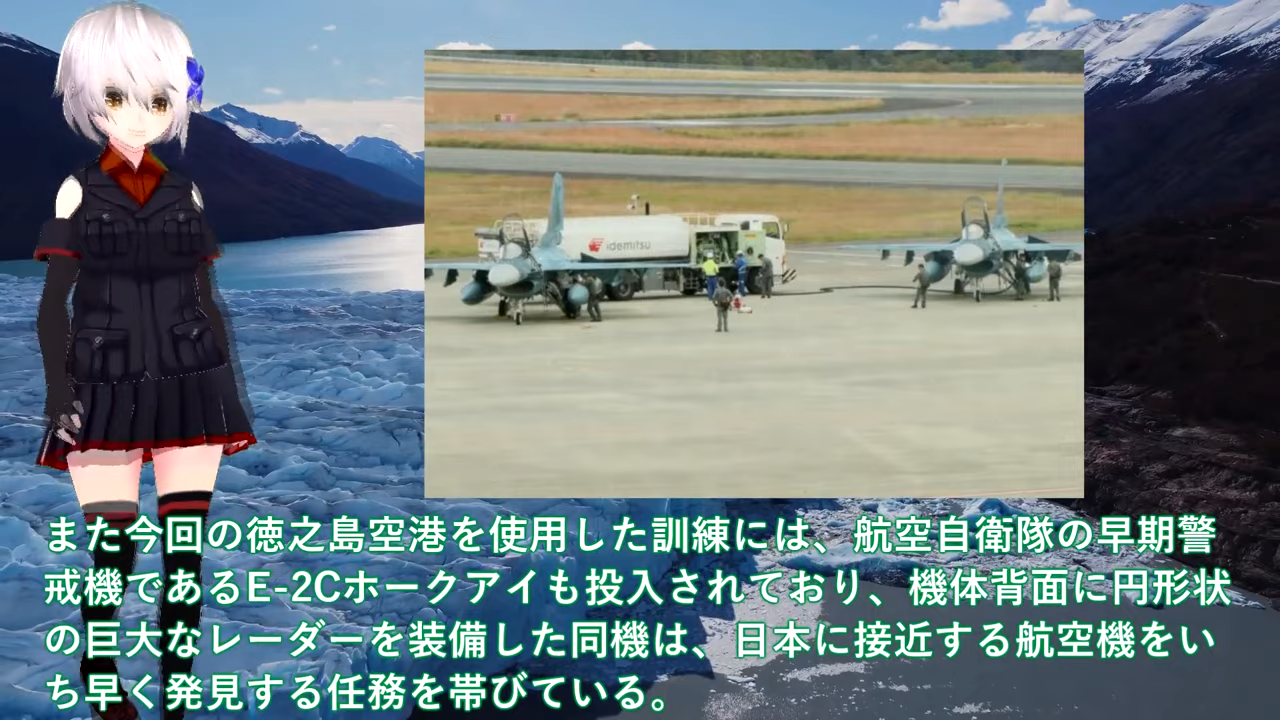 idemitsu
また今回の徳之島空港を使用した訓練には、航空自衛隊の早期警
戒機であるE-2Cホークアイも投入されており、機体背面に円形状
の巨大なレーダーを装備した同機は、日本に接近する航空機をい
ち早く発見する任務を帯びている。